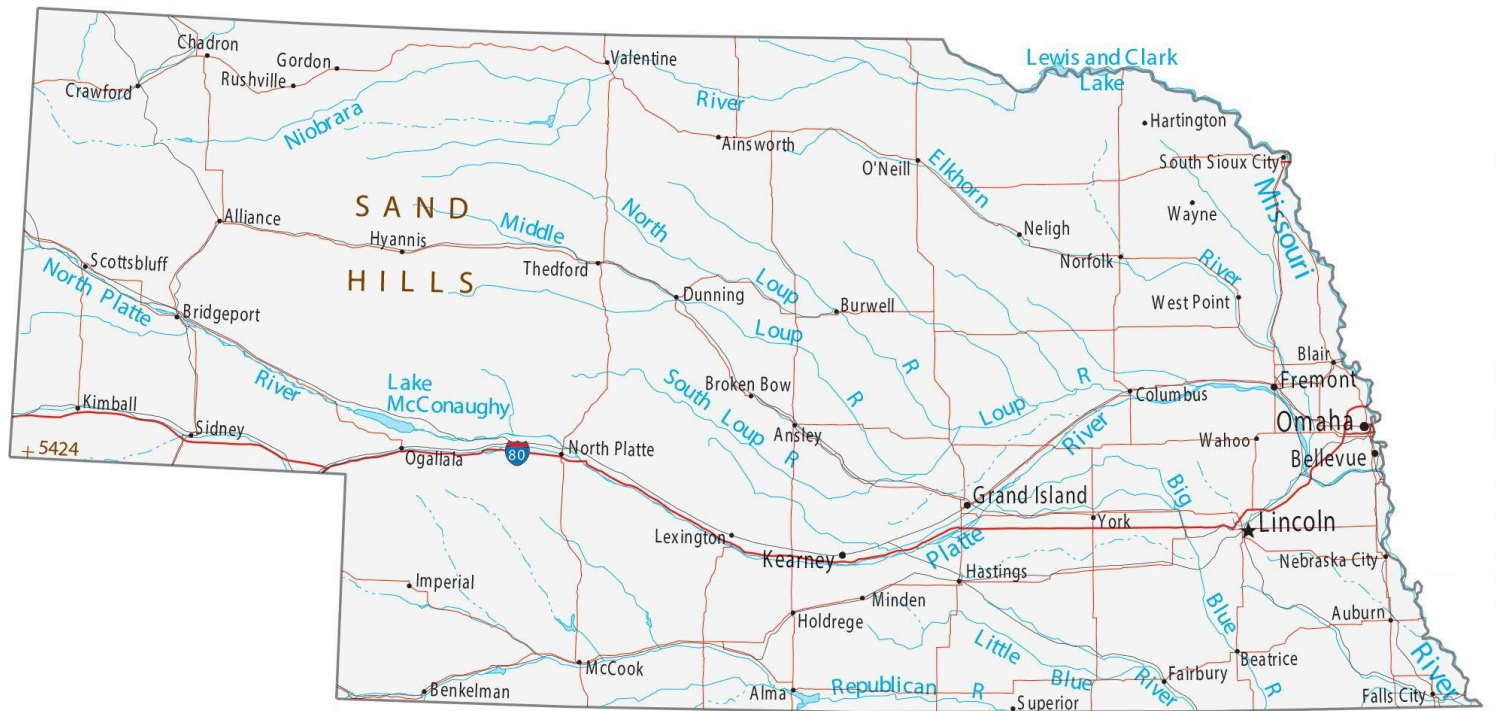 Chadron
Gordon
Rushville
Crawford
Valentine
Lewis and Clark
Lake
River
Niobrara
Hartington
Ainsworth
O'Neill
Elkhorn
South Sioux City
Missouri
SAND
HILLS
Alliance
Hyannis
Middle
North
Wayne
Neligh
Thedford
Norfolk
River
Scottsbluff
North Platte
Bridgeport
Dunning
Loup
Burwell
West Point
Loup
R
R
Blair
River
Lake
McConaughy
Broken Bow
South Loup
R
Loup
R
Columbus
Fremont
Kimball
Sidney
Ansley
River
Wahoo
Omaha
+ 5424
Ogallala
80
North Platte
Bellevue
Grand Island
Big
York
Lincoln
Lexington
Kearney
Platte
Nebraska City
Imperial
Hastings
Minden
Blue
Holdrege
Auburn
Little
Blue
River
McCook
Fairbury
Beatrice
R
River
Benkelman
Alma
Republican
R
Superior
Falls City